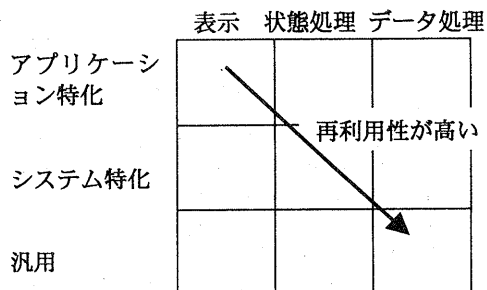 表示 状態処理 データ処理
アプリケーシ
ョン特化
再利用性が高い
システム特化
汎用